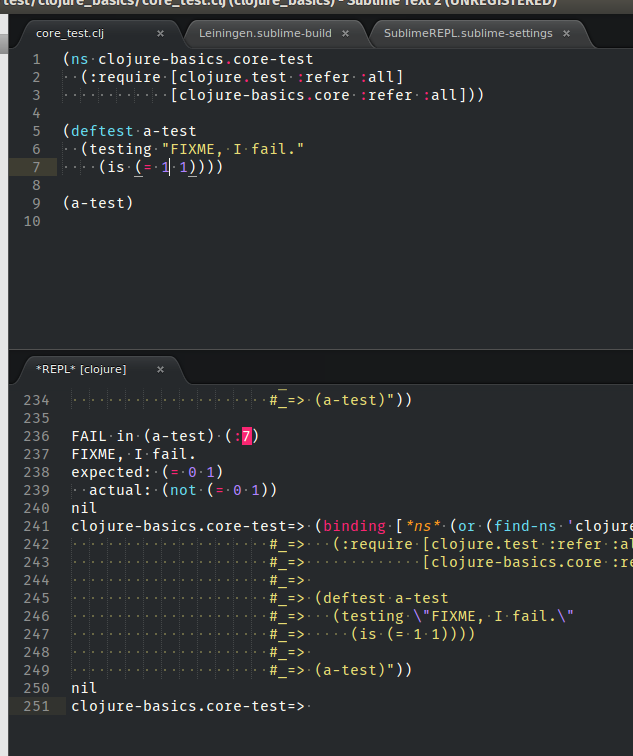 test/clojure_basics/core_test.clj (clojure_basics) - Sublime Text 2 (UNREGISTERED)
core_test.clj × Leiningen.sublime-build × SublimeREPL.sublime-settings ×
1 (ns clojure-basics.core-test
2   (:require [clojure.test :refer :all]
3             [clojure-basics.core :refer :all]))
4
5 (deftest a-test
6   (testing "FIXME, I fail."
7     (is (= 1 1))))
8
9 (a-test)
10
*REPL* [clojure] ×
234                       #_=> (a-test)"))
235
236 FAIL in (a-test) (:7)
237 FIXME, I fail.
238 expected: (= 0 1)
239   actual: (not (= 0 1))
240 nil
241 clojure-basics.core-test=> (binding [*ns* (or (find-ns 'clojure
242                       #_=>   (:require [clojure.test :refer :al
243                       #_=>             [clojure-basics.core :re
244                       #_=>
245                       #_=> (deftest a-test
246                       #_=>   (testing \"FIXME, I fail.\"
247                       #_=>     (is (= 1 1))))
248                       #_=>
249                       #_=> (a-test)"))
250 nil
251 clojure-basics.core-test=>